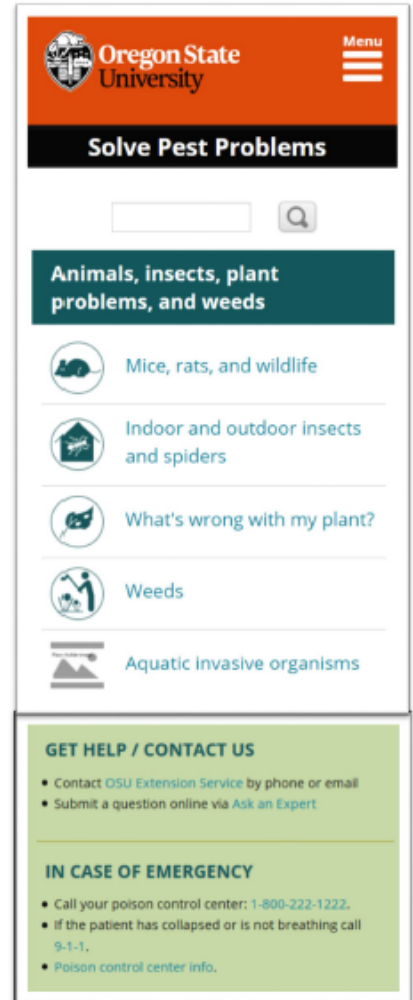 Oregon State
University
Menu
Solve Pest Problems
Animals, insects, plant
problems, and weeds
Mice, rats, and wildlife
Indoor and outdoor insects
and spiders
What's wrong with my plant?
Weeds
Aquatic invasive organisms
GET HELP / CONTACT US
• Contact OSU Extension Service by phone or email
• Submit a question online via Ask an Expert
IN CASE OF EMERGENCY
• Call your poison control center: 1-800-222-1222.
• If the patient has collapsed or is not breathing call
9-1-1.
• Poison control center info.